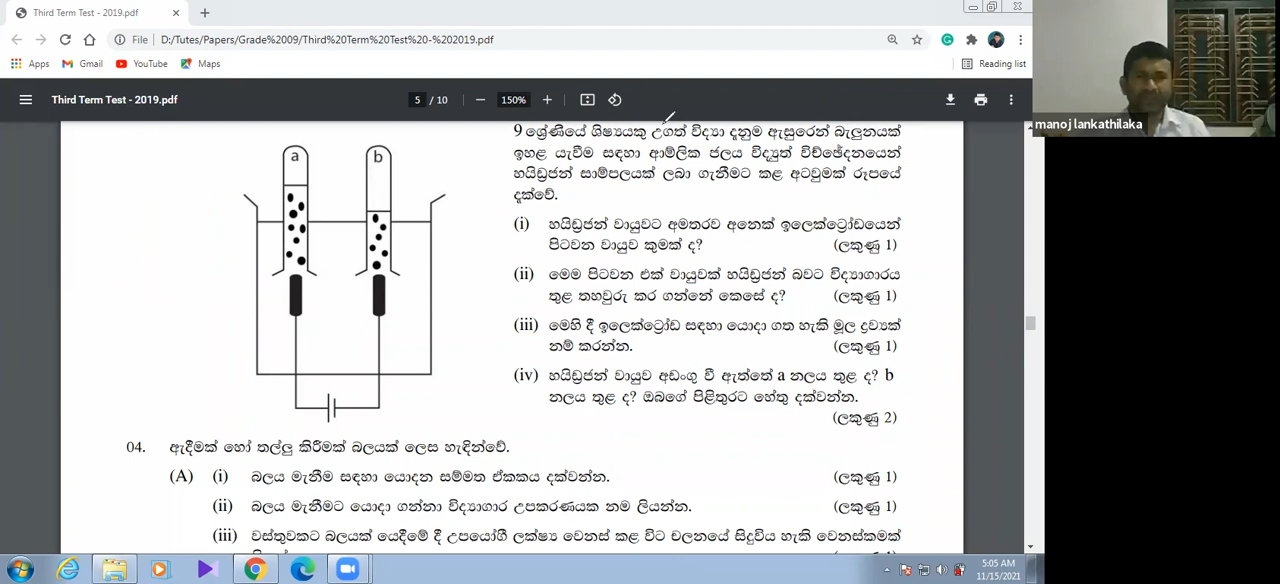 Third Term Test - 2019.pdf
File
D:/Tutes/Papers/Grade%2009/Third%20Term%20Test%20-%202019.pdf
Apps
Gmail
YouTube
Maps
Reading list
Third Term Test - 2019.pdf
5 / 10
150%
manoj lankathilaka
9 ශ්‍රේණියේ ශිෂ්‍යයකු උගත් විද්‍යා දැනුම ඇසුරෙන් බැලුනයක්
ඉහළ යැවීම සඳහා ආම්ලික ජලය විද්‍යුත් විච්ඡේදනයෙන්
හයිඩ්‍රජන් සාම්පලයක් ලබා ගැනීමට කළ අටවුමක් රූපයේ
දැක්වේ.
a
b
(i) හයිඩ්‍රජන් වායුවට අමතරව අනෙක් ඉලෙක්ට්‍රෝඩයෙන්
පිටවන වායුව කුමක් ද? (ලකුණු 1)
(ii) මෙම පිටවන එක් වායුවක් හයිඩ්‍රජන් බවට විද්‍යාගාරය
තුළ තහවුරු කර ගන්නේ කෙසේ ද? (ලකුණු 1)
(iii) මෙහි දී ඉලෙක්ට්‍රෝඩ සඳහා යොදා ගත හැකි මූල ද්‍රව්‍යක්
නම් කරන්න. (ලකුණු 1)
(iv) හයිඩ්‍රජන් වායුව අඩංගු වී ඇත්තේ a නලය තුළ ද? b
නලය තුළ ද? ඔබගේ පිළිතුරට හේතු දක්වන්න.
(ලකුණු 2)
04. ඇදීමක් හෝ තල්ලු කිරීමක් බලයක් ලෙස හැඳින්වේ.
(A) (i) බලය මැනීම සඳහා යොදන සම්මත ඒකකය දක්වන්න. (ලකුණු 1)
(ii) බලය මැනීමට යොදා ගන්නා විද්‍යාගාර උපකරණයක නම ලියන්න. (ලකුණු 1)
(iii) වස්තුවකට බලයක් යෙදීමේ දී උපයෝගී ලක්ෂ්‍ය වෙනස් කළ විට චලනයේ සිදුවිය හැකි වෙනස්කමක්
5:05 AM
11/15/2021